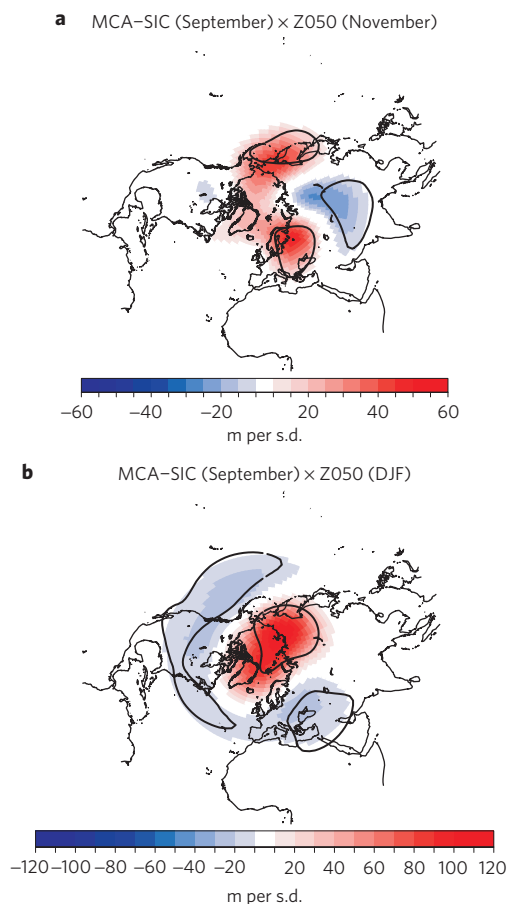 a MCA–SIC (September) × Z050 (November)
−60 −40 −20 20 40 60
m per s.d.
b MCA–SIC (September) × Z050 (DJF)
−120 −100 −80 −60 −40 −20 20 40 60 80 100 120
m per s.d.